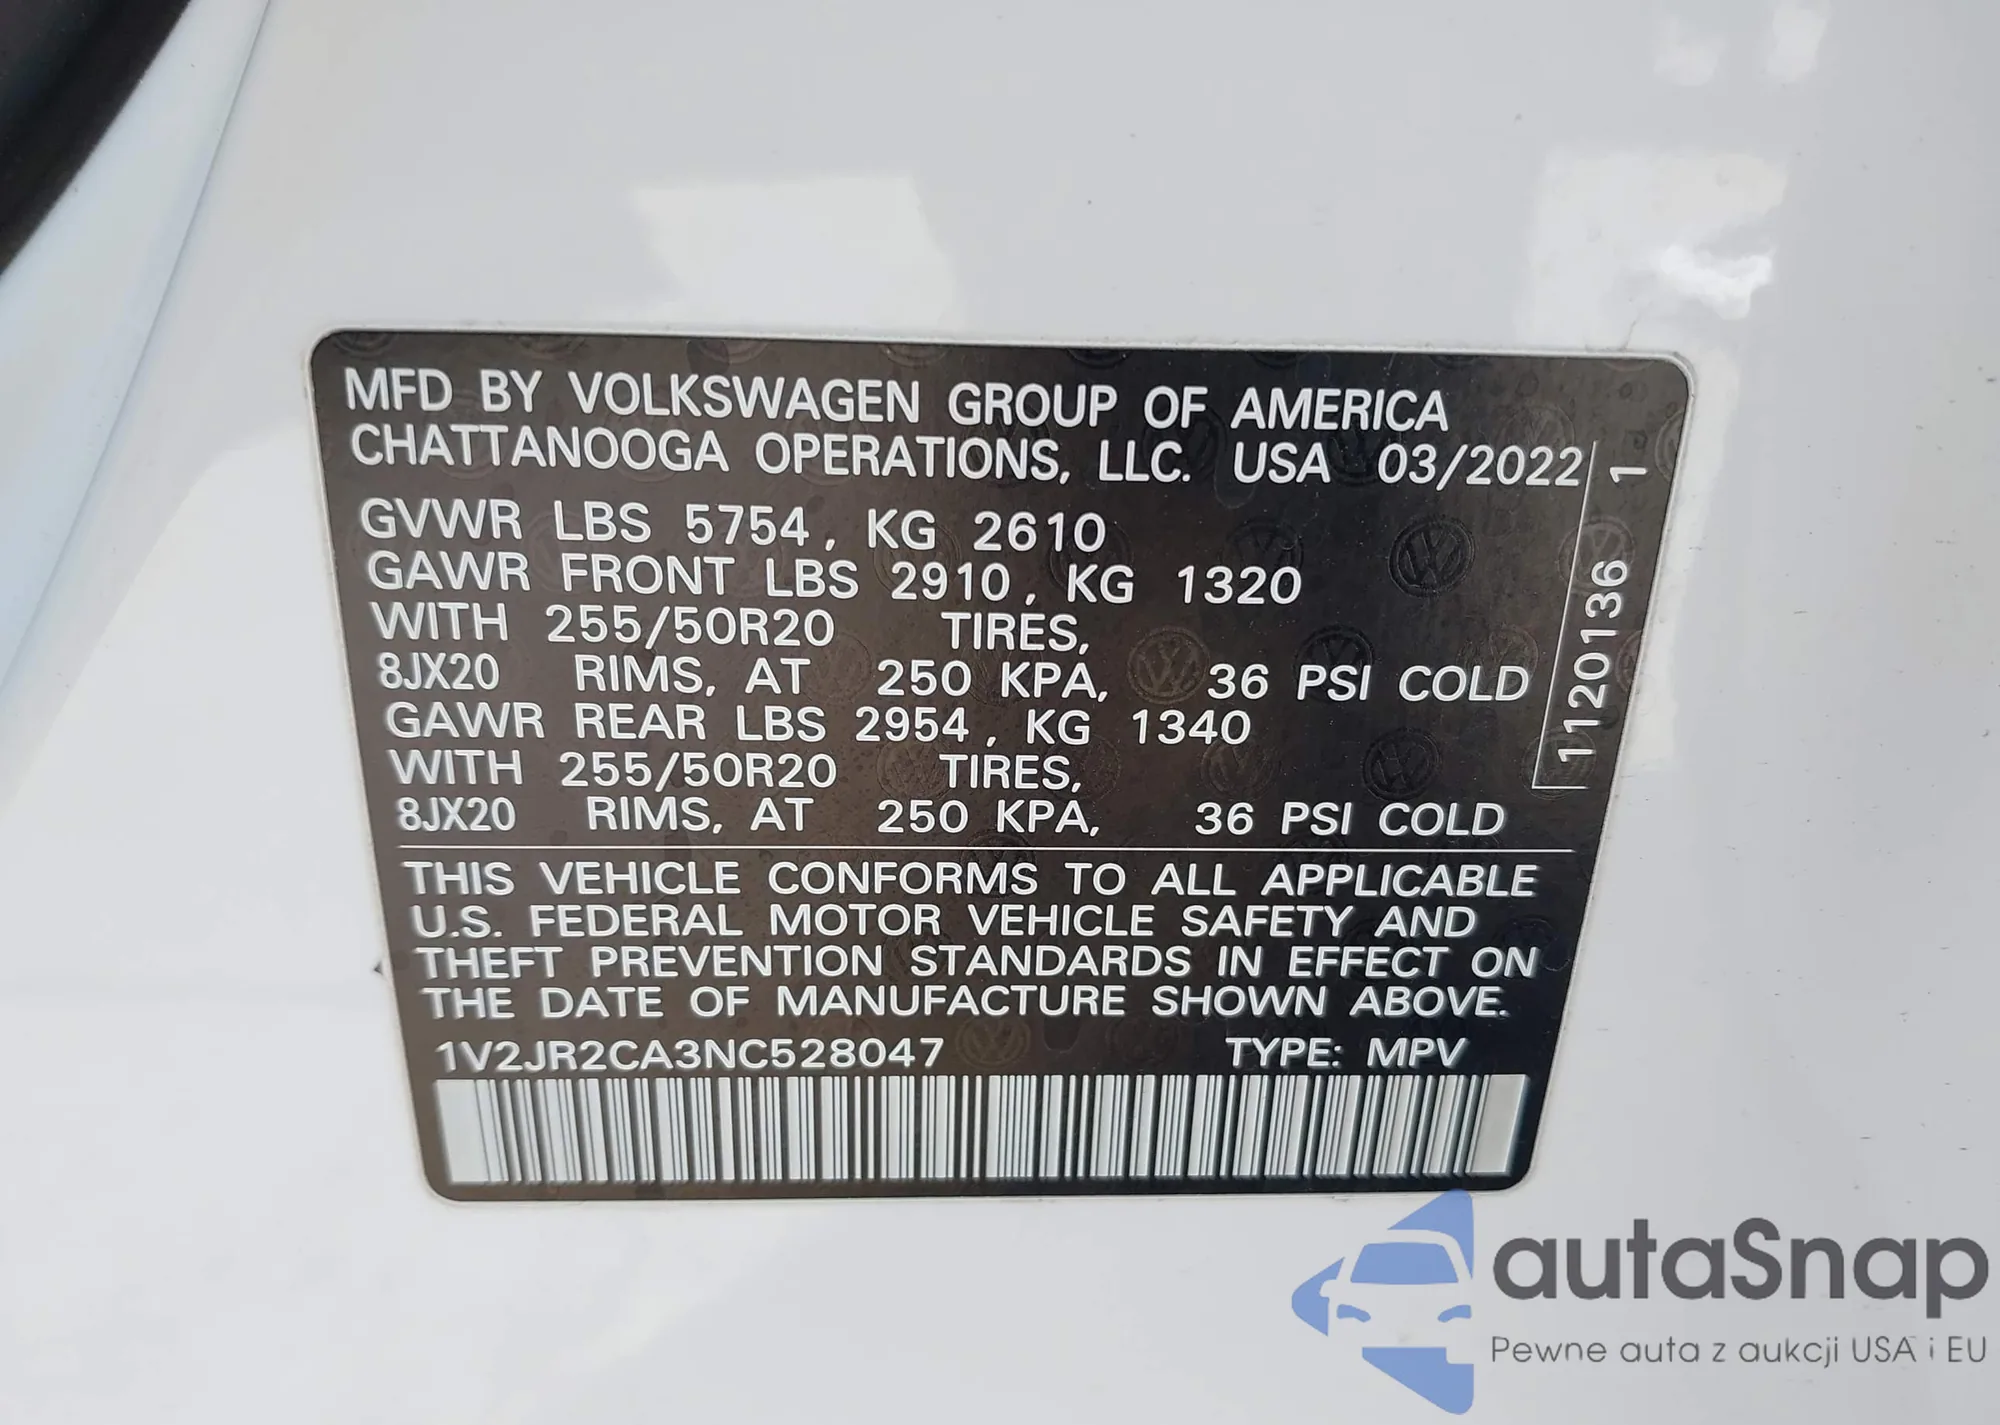 MFD BY VOLKSWAGEN GROUP OF AMERICA
CHATTANOOGA OPERATIONS, LLC. USA 03/2022
GVWR LBS 5754, KG 2610
GAWR FRONT LBS 2910, KG 1320
WITH 255/50R20 TIRES,
8JX20 RIMS, AT 250 KPA, 36 PSI COLD
GAWR REAR LBS 2954, KG 1340
WITH 255/50R20 TIRES,
8JX20 RIMS, AT 250 KPA, 36 PSI COLD
1120136 1
THIS VEHICLE CONFORMS TO ALL APPLICABLE
U.S. FEDERAL MOTOR VEHICLE SAFETY AND
THEFT PREVENTION STANDARDS IN EFFECT ON
THE DATE OF MANUFACTURE SHOWN ABOVE.
1V2JR2CA3NC528047 TYPE: MPV
autaSnap
Pewne auta z aukcji USA i EU